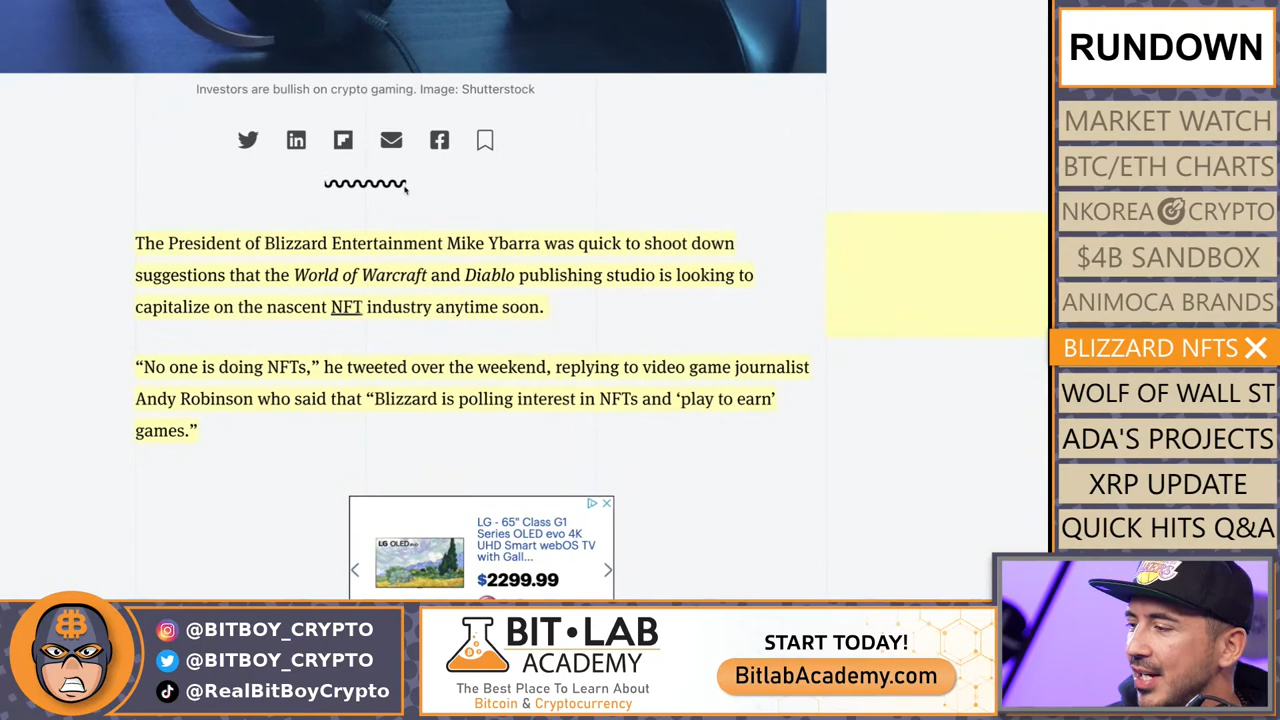 Investors are bullish on crypto gaming. Image: Shutterstock
The President of Blizzard Entertainment Mike Ybarra was quick to shoot down
suggestions that the World of Warcraft and Diablo publishing studio is looking to
capitalize on the nascent NFT industry anytime soon.
“No one is doing NFTs,” he tweeted over the weekend, replying to video game journalist
Andy Robinson who said that “Blizzard is polling interest in NFTs and ‘play to earn’
games.”
LG - 65" Class G1
Series OLED evo 4K
UHD Smart webOS TV
with Gall...
LG OLED evo
$2299.99
RUNDOWN
MARKET WATCH
BTC/ETH CHARTS
NKOREA CRYPTO
$4B SANDBOX
ANIMOCA BRANDS
BLIZZARD NFTS
WOLF OF WALL ST
ADA'S PROJECTS
XRP UPDATE
QUICK HITS Q&A
@BITBOY_CRYPTO
@BITBOY_CRYPTO
@RealBitBoyCrypto
BIT•LAB
ACADEMY
The Best Place To Learn About
Bitcoin & Cryptocurrency
START TODAY!
BitlabAcademy.com